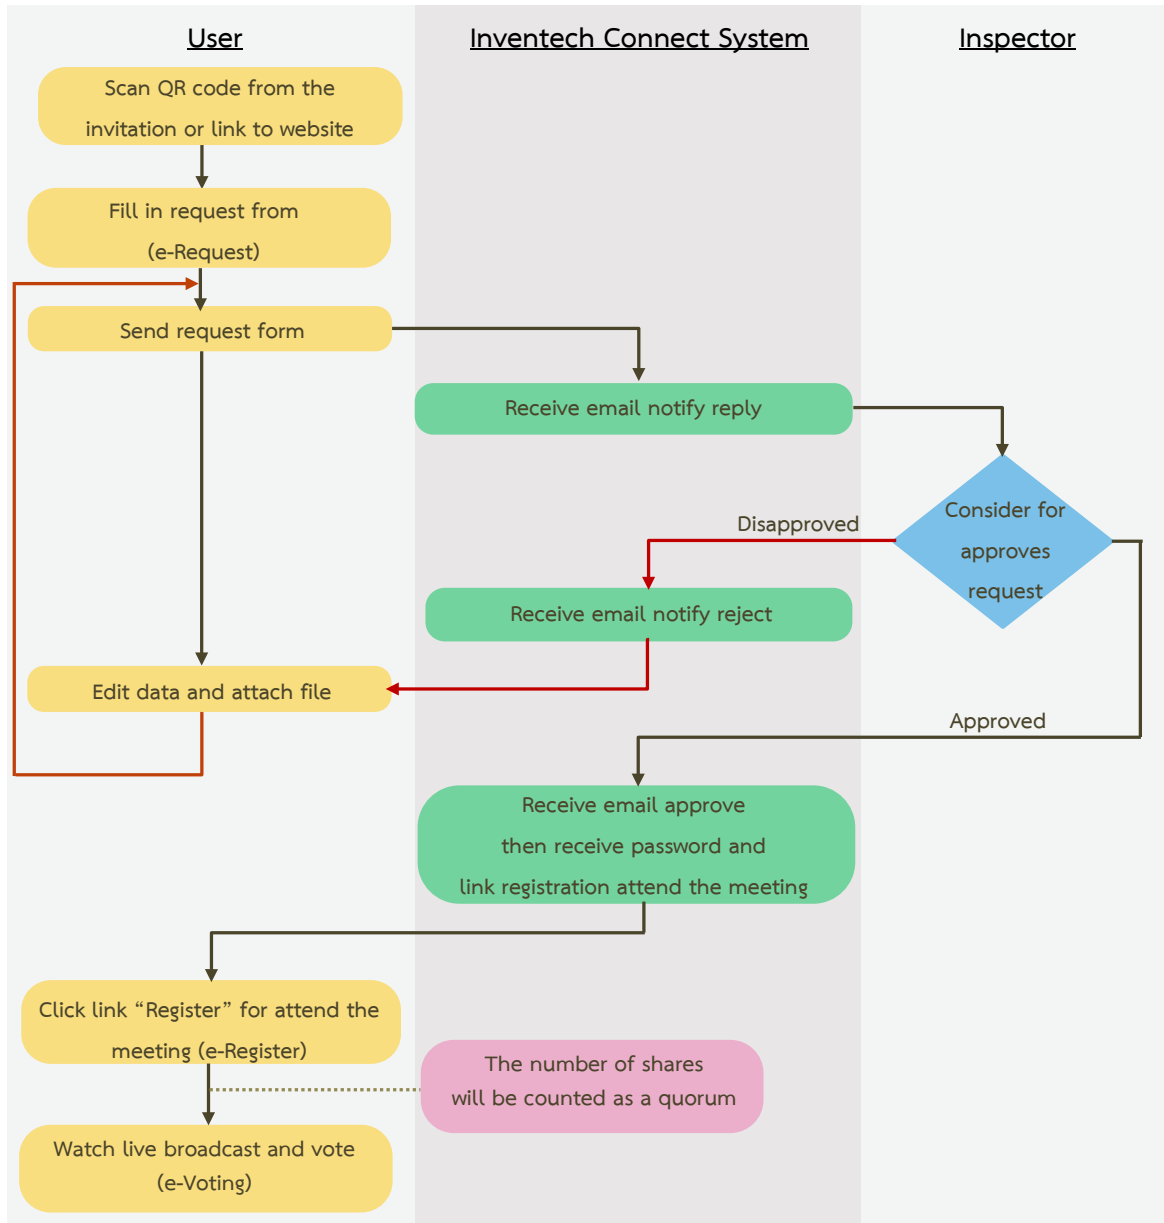 User
Inventech Connect System
Inspector
Scan QR code from the
invitation or link to website
Fill in request from
(e-Request)
Send request form
Receive email notify reply
Consider for
approves
request
Disapproved
Receive email notify reject
Edit data and attach file
Approved
Receive email approve
then receive password and
link registration attend the meeting
Click link “Register” for attend the
meeting (e-Register)
The number of shares
will be counted as a quorum
Watch live broadcast and vote
(e-Voting)